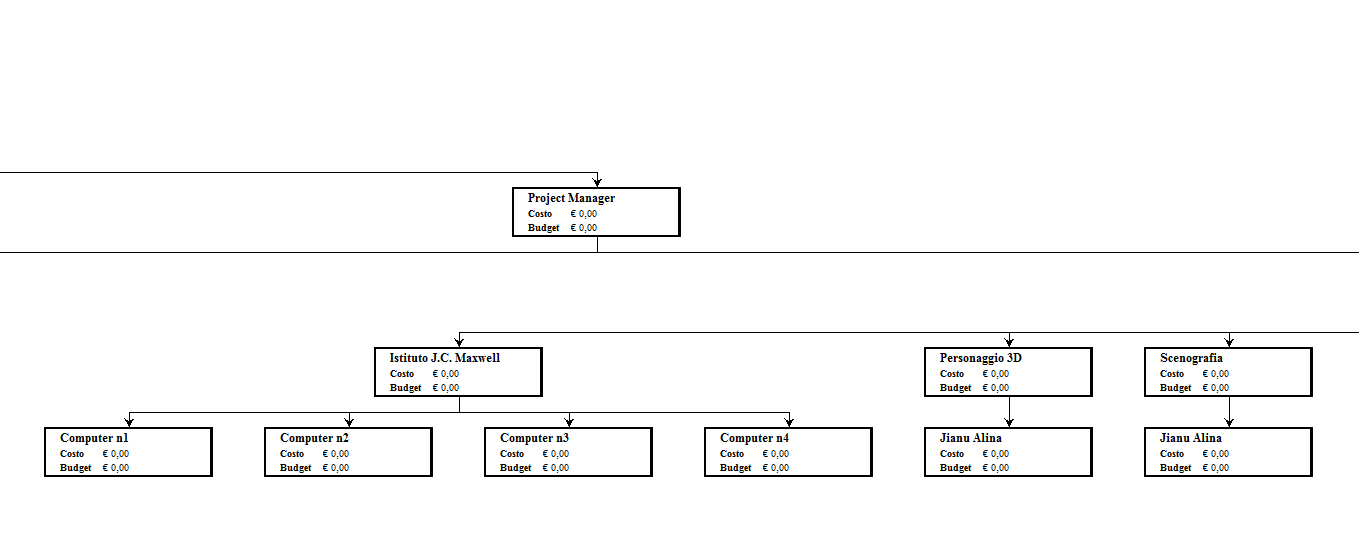 Project Manager
Costo € 0,00
Budget € 0,00
Istituto J.C. Maxwell
Costo € 0,00
Budget € 0,00
Personaggio 3D
Costo € 0,00
Budget € 0,00
Scenografia
Costo € 0,00
Budget € 0,00
Computer n1
Costo € 0,00
Budget € 0,00
Computer n2
Costo € 0,00
Budget € 0,00
Computer n3
Costo € 0,00
Budget € 0,00
Computer n4
Costo € 0,00
Budget € 0,00
Jianu Alina
Costo € 0,00
Budget € 0,00
Jianu Alina
Costo € 0,00
Budget € 0,00